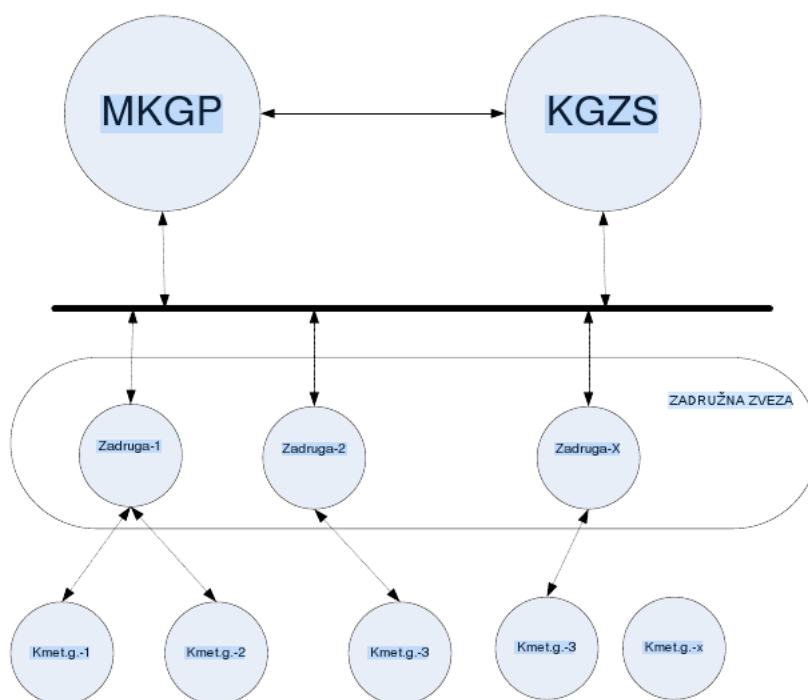 MKGP
KGZS
ZADRUŽNA ZVEZA
Zadruga-1
Zadruga-2
Zadruga-X
Kmet.g.-1
Kmet.g.-2
Kmet.g.-3
Kmet.g.-3
Kmet.g.-x